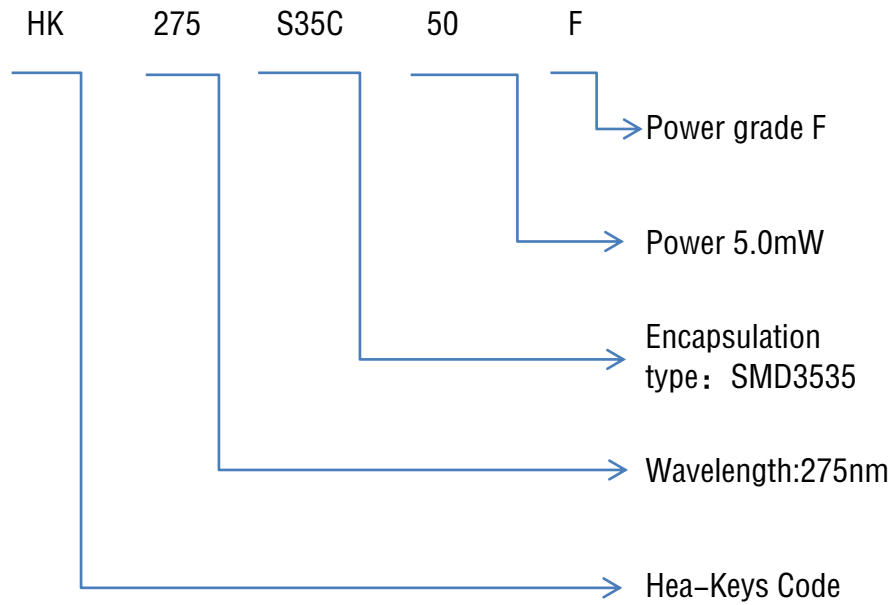 HK 275 S35C 50 F
Power grade F
Power 5.0mW
Encapsulation
type：SMD3535
Wavelength:275nm
Hea-Keys Code